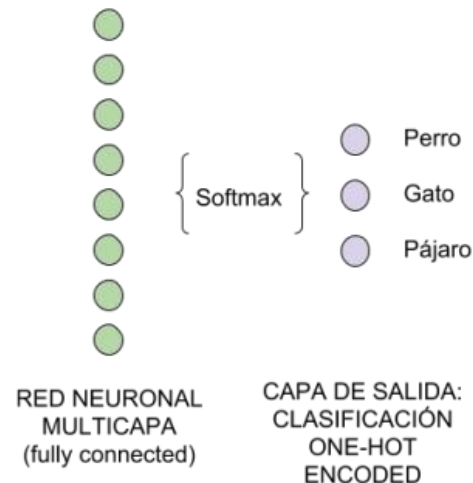 Perro
{ Softmax }
Gato
Pájaro
RED NEURONAL
MULTICAPA
(fully connected)
CAPA DE SALIDA:
CLASIFICACIÓN
ONE-HOT
ENCODED